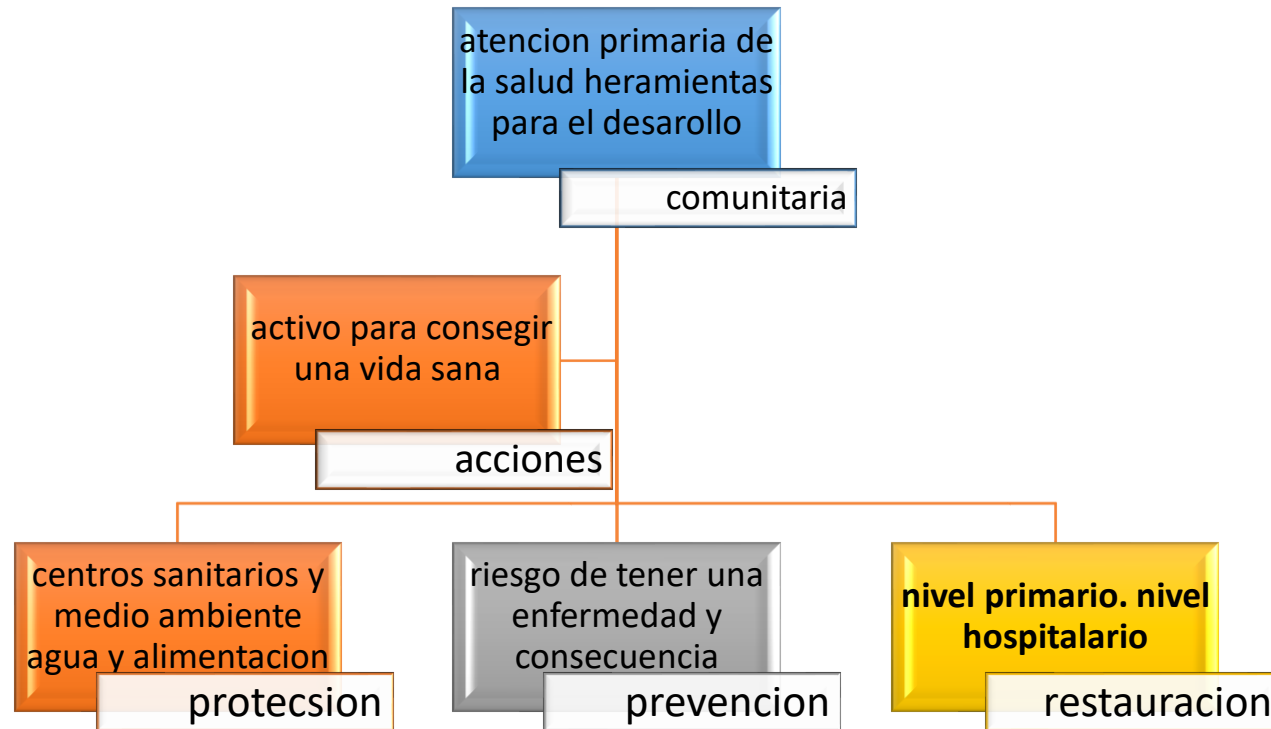 atencion primaria de
la salud heramientas
para el desarollo
comunitaria
activo para consegir
una vida sana
acciones
centros sanitarios y
medio ambiente
agua y alimentacion
protecsion
riesgo de tener una
enfermedad y
consecuencia
prevencion
nivel primario. nivel
hospitalario
restauracion